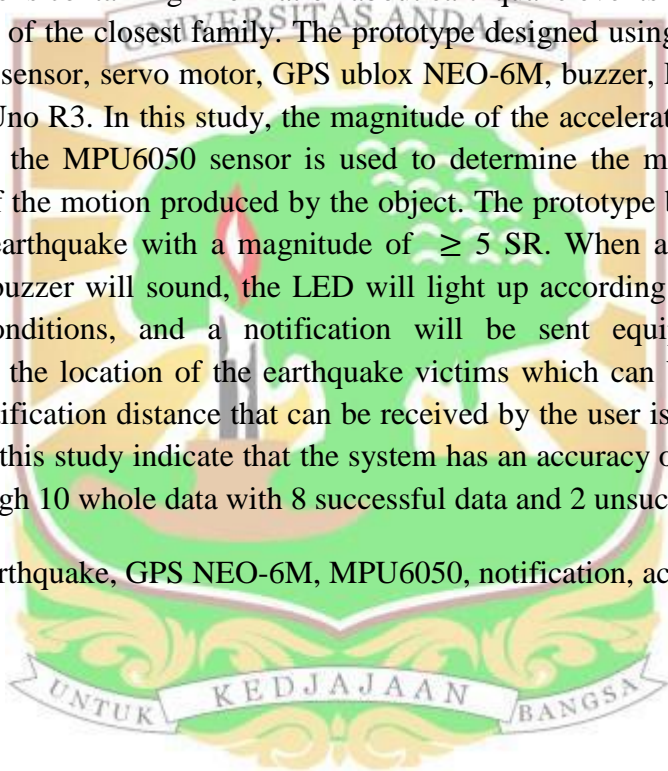 UNIVERSITAS ANDALAS
of the closest family. The prototype designed using
sensor, servo motor, GPS ublox NEO-6M, buzzer,
Uno R3. In this study, the magnitude of the accelerat
the MPU6050 sensor is used to determine the m
f the motion produced by the object. The prototype b
earthquake with a magnitude of ≥ 5 SR. When a
buzzer will sound, the LED will light up according
onditions, and a notification will be sent equi
the location of the earthquake victims which can
tification distance that can be received by the user is
this study indicate that the system has an accuracy o
gh 10 whole data with 8 successful data and 2 unsuc
rthquake, GPS NEO-6M, MPU6050, notification, ac
UNTUK KEDJAJAAN BANGSA